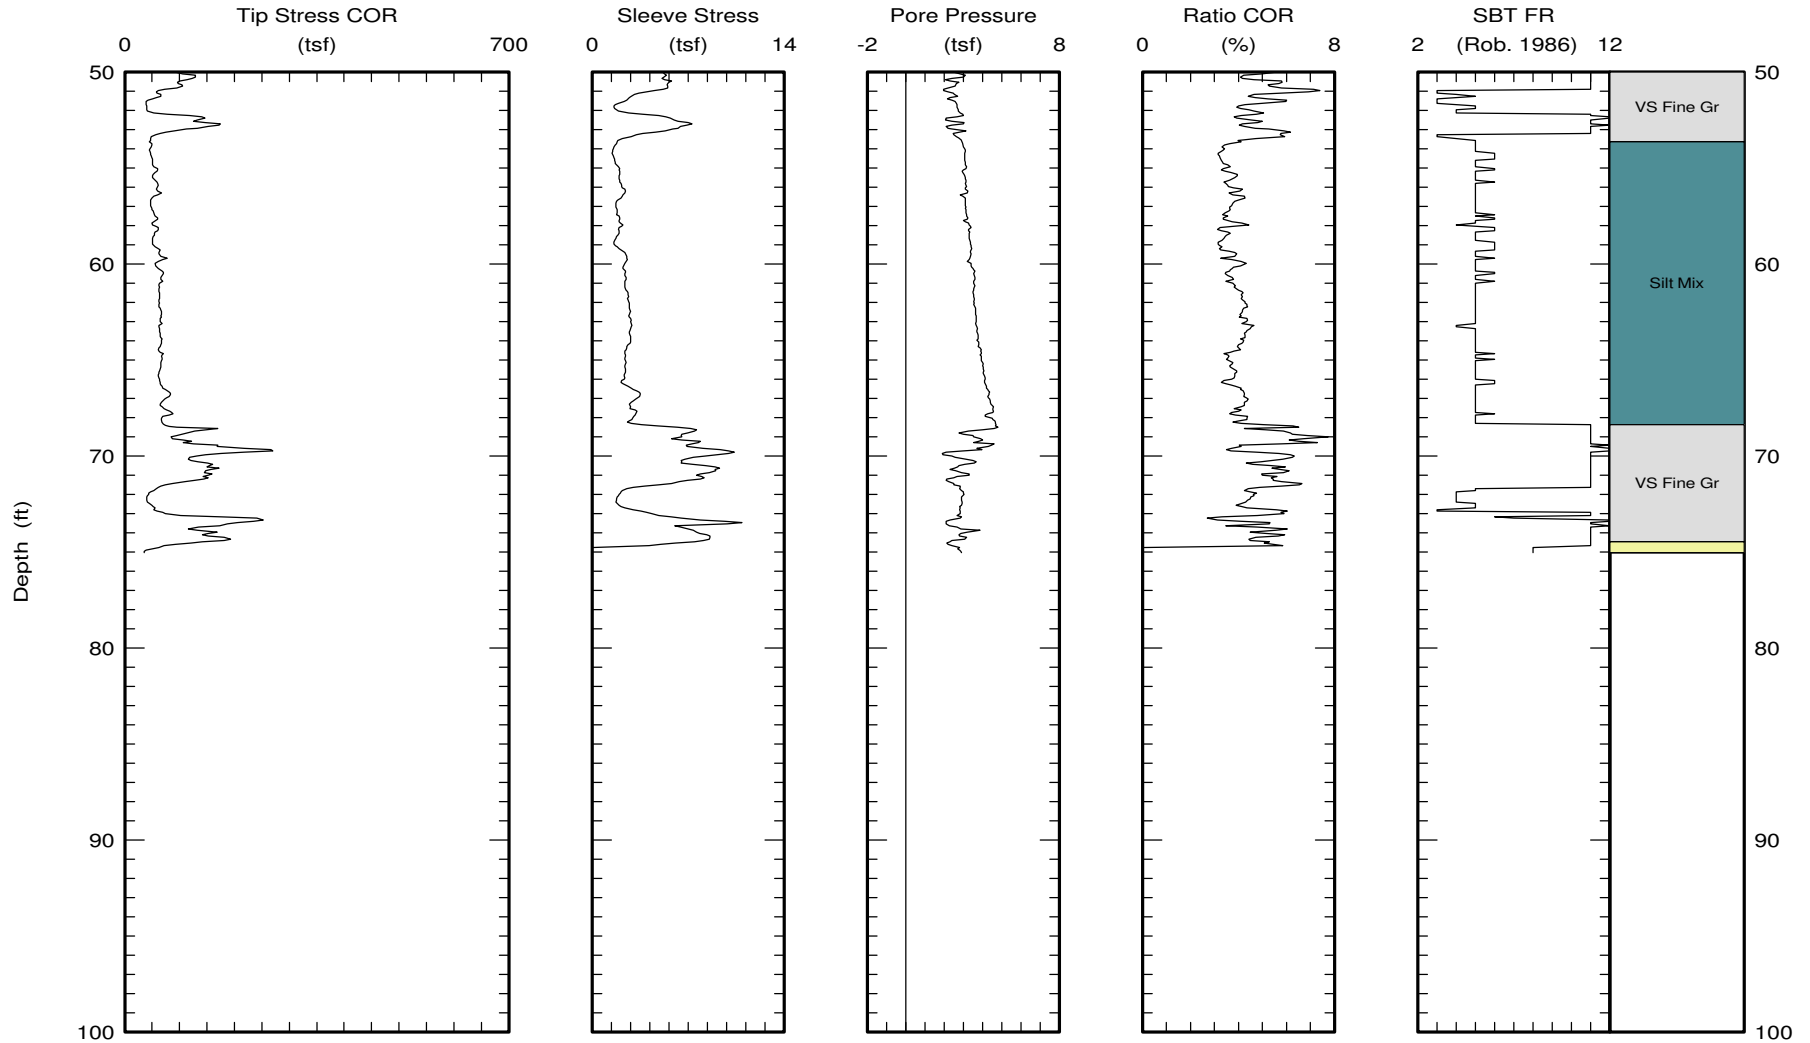 Tip Stress COR Sleeve Stress Pore Pressure Ratio COR SBT FR
0 (tsf) 700 0 (tsf) 14 -2 (tsf) 8 0 (%) 8 2 (Rob. 1986) 12
50 50
VS Fine Gr
60 60
Silt Mix
70 70
VS Fine Gr
Depth (ft)
80 80
90 90
100 100